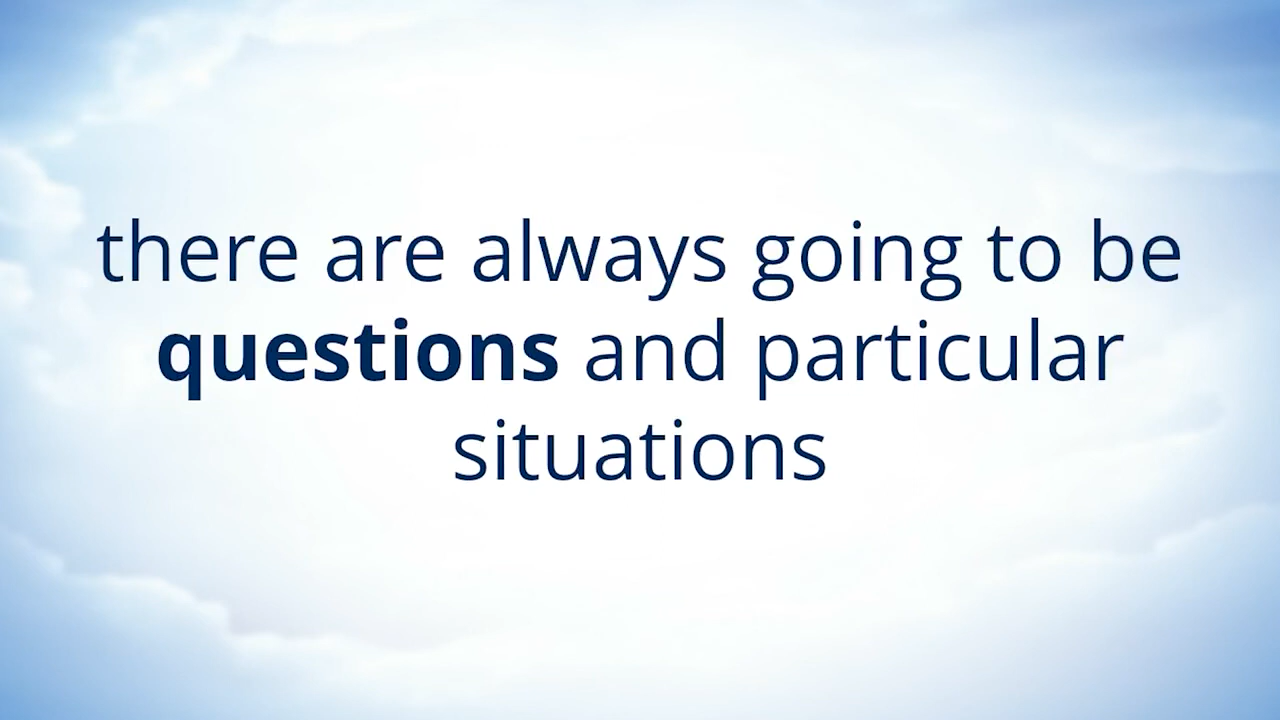 there are always going to be
questions and particular
situations